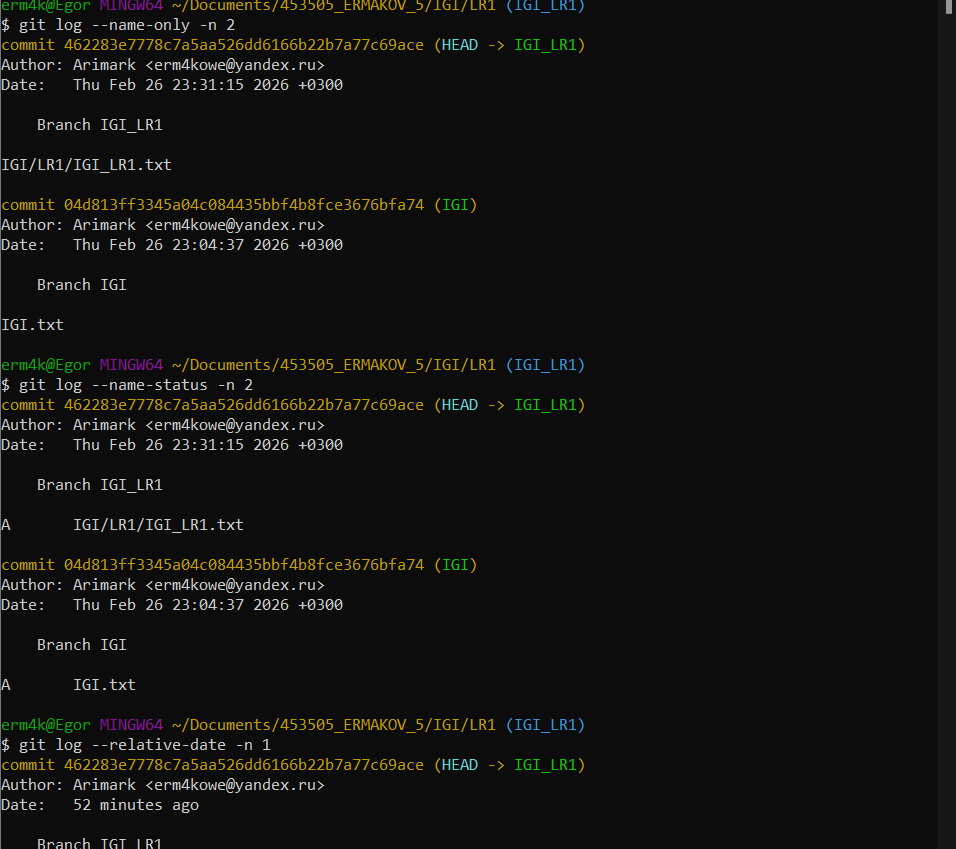 erm4k@Egor MINGW64 ~/Documents/453505_ERMAKOV_5/IGI/LR1 (IGI_LR1)
$ git log --name-only -n 2
commit 462283e7778c7a5aa526dd6166b22b7a77c69ace (HEAD -> IGI_LR1)
Author: Arimark <erm4kowe@yandex.ru>
Date:   Thu Feb 26 23:31:15 2026 +0300
    Branch IGI_LR1
IGI/LR1/IGI_LR1.txt
commit 04d813ff3345a04c084435bbf4b8fce3676bfa74 (IGI)
Author: Arimark <erm4kowe@yandex.ru>
Date:   Thu Feb 26 23:04:37 2026 +0300
    Branch IGI
IGI.txt
erm4k@Egor MINGW64 ~/Documents/453505_ERMAKOV_5/IGI/LR1 (IGI_LR1)
$ git log --name-status -n 2
commit 462283e7778c7a5aa526dd6166b22b7a77c69ace (HEAD -> IGI_LR1)
Author: Arimark <erm4kowe@yandex.ru>
Date:   Thu Feb 26 23:31:15 2026 +0300
    Branch IGI_LR1
A       IGI/LR1/IGI_LR1.txt
commit 04d813ff3345a04c084435bbf4b8fce3676bfa74 (IGI)
Author: Arimark <erm4kowe@yandex.ru>
Date:   Thu Feb 26 23:04:37 2026 +0300
    Branch IGI
A       IGI.txt
erm4k@Egor MINGW64 ~/Documents/453505_ERMAKOV_5/IGI/LR1 (IGI_LR1)
$ git log --relative-date -n 1
commit 462283e7778c7a5aa526dd6166b22b7a77c69ace (HEAD -> IGI_LR1)
Author: Arimark <erm4kowe@yandex.ru>
Date:   52 minutes ago
    Branch IGI_LR1